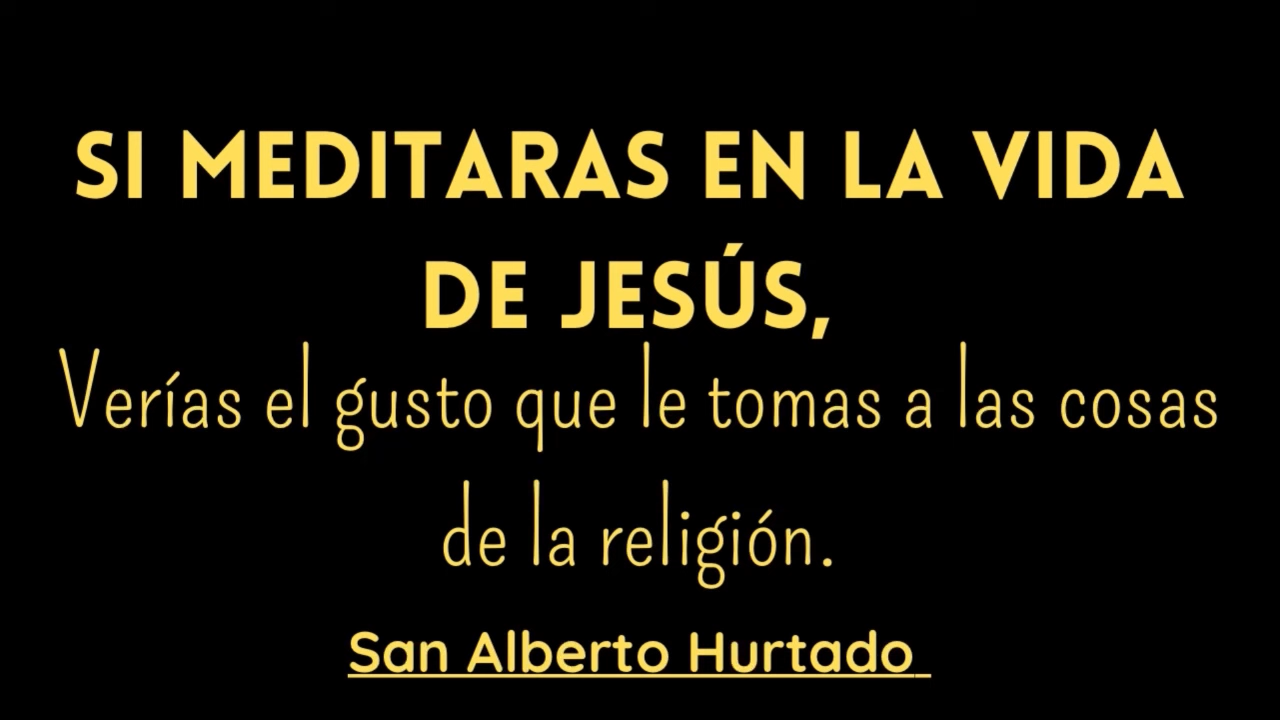 SI MEDITARAS EN LA VIDA
DE JESÚS,
Verías el gusto que le tomas a las cosas
de la religión.
San Alberto Hurtado